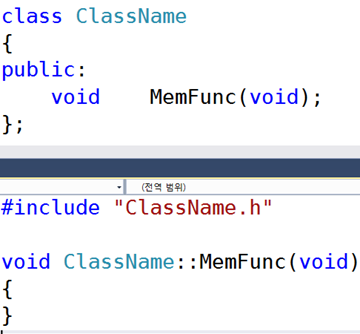 class ClassName
{
public:
    void    MemFunc(void);
};
(전역 범위)
#include "ClassName.h"
void ClassName::MemFunc(void)
{
}